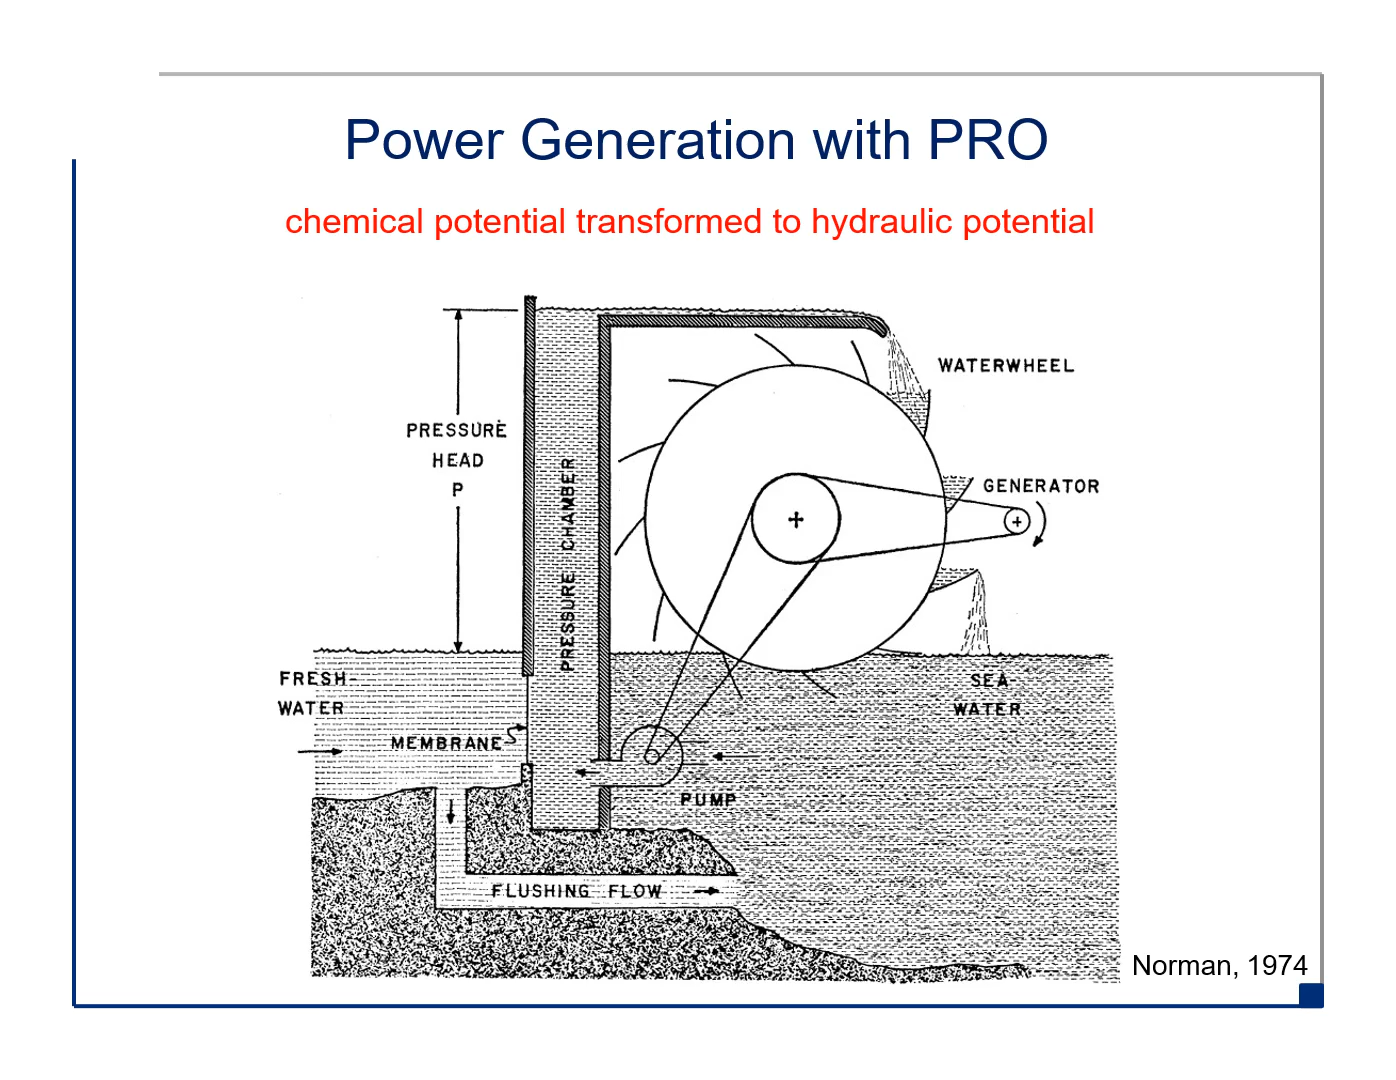 Power Generation with PRO
chemical potential transformed to hydraulic potential
WATERWHEEL
PRESSURE
HEAD
P
PRESSURE CHAMBER
GENERATOR
FRESH-
WATER
SEA
WATER
MEMBRANE
PUMP
FLUSHING FLOW
Norman, 1974